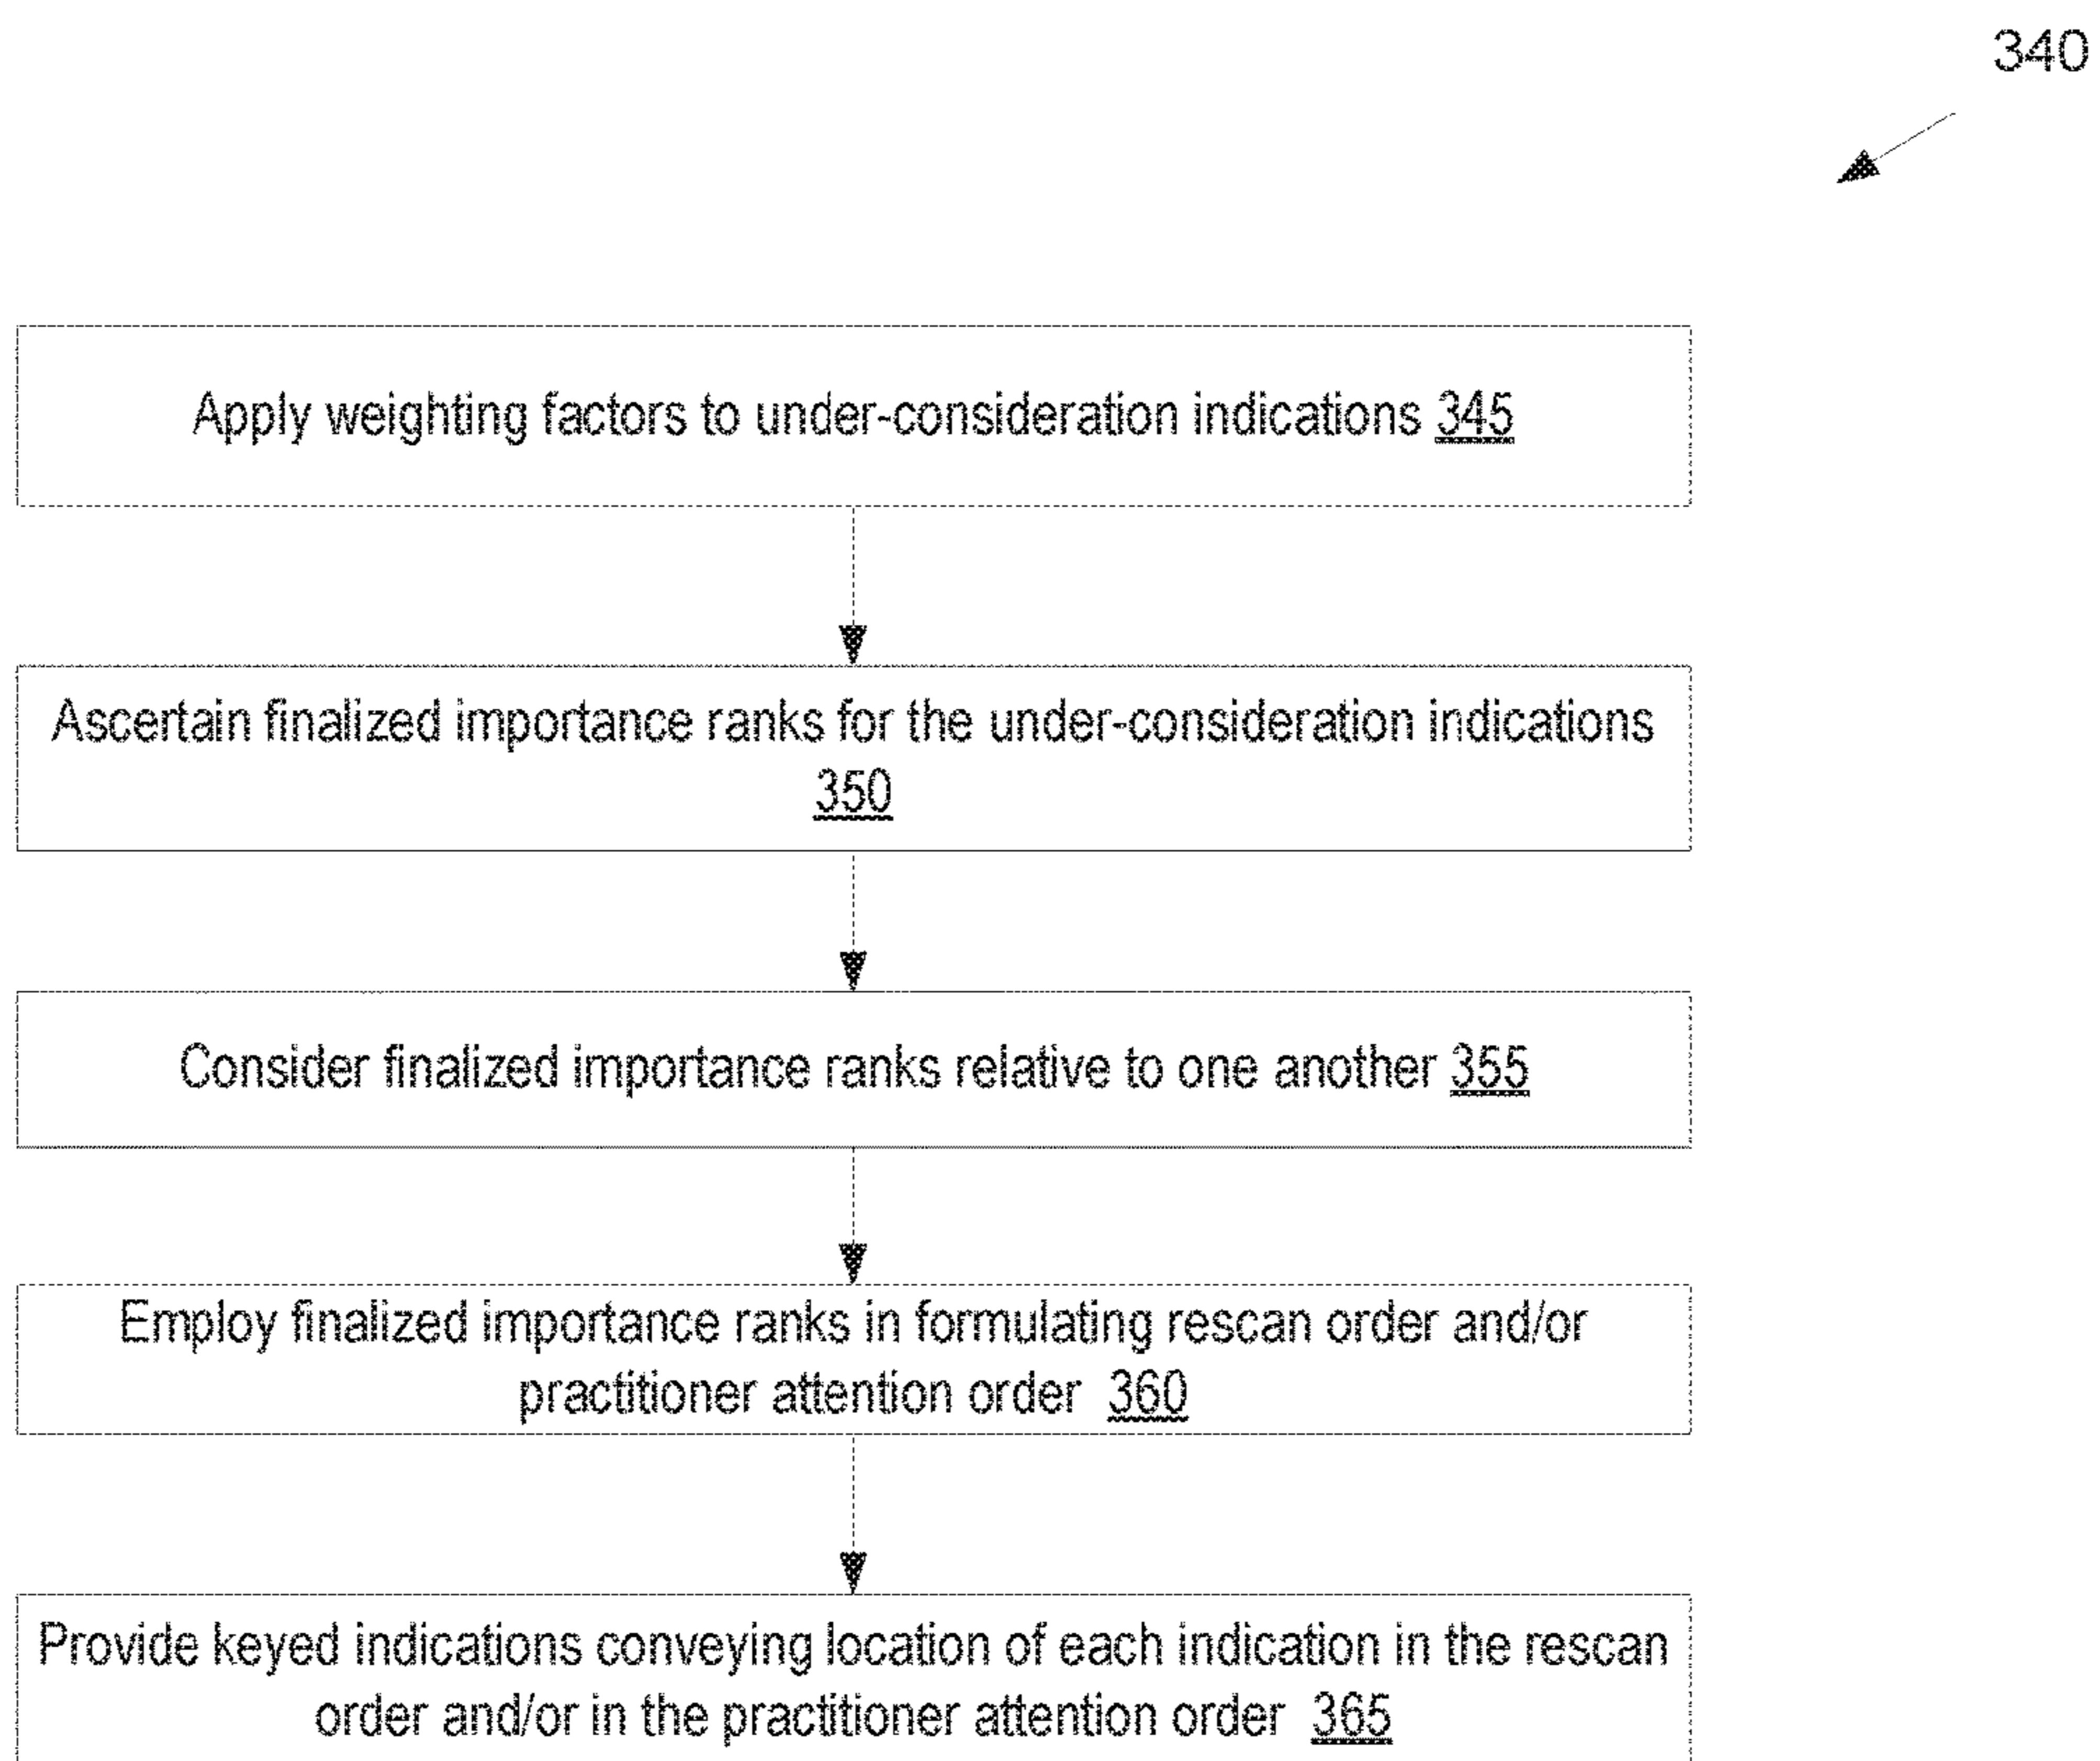 340
Apply weighting factors to under-consideration indications 345
Ascertain finalized importance ranks for the under-consideration indications
350
Consider finalized importance ranks relative to one another 355
Employ finalized importance ranks in formulating rescan order and/or
practitioner attention order 360
Provide keyed indications conveying location of each indication in the rescan
order and/or in the practitioner attention order 365